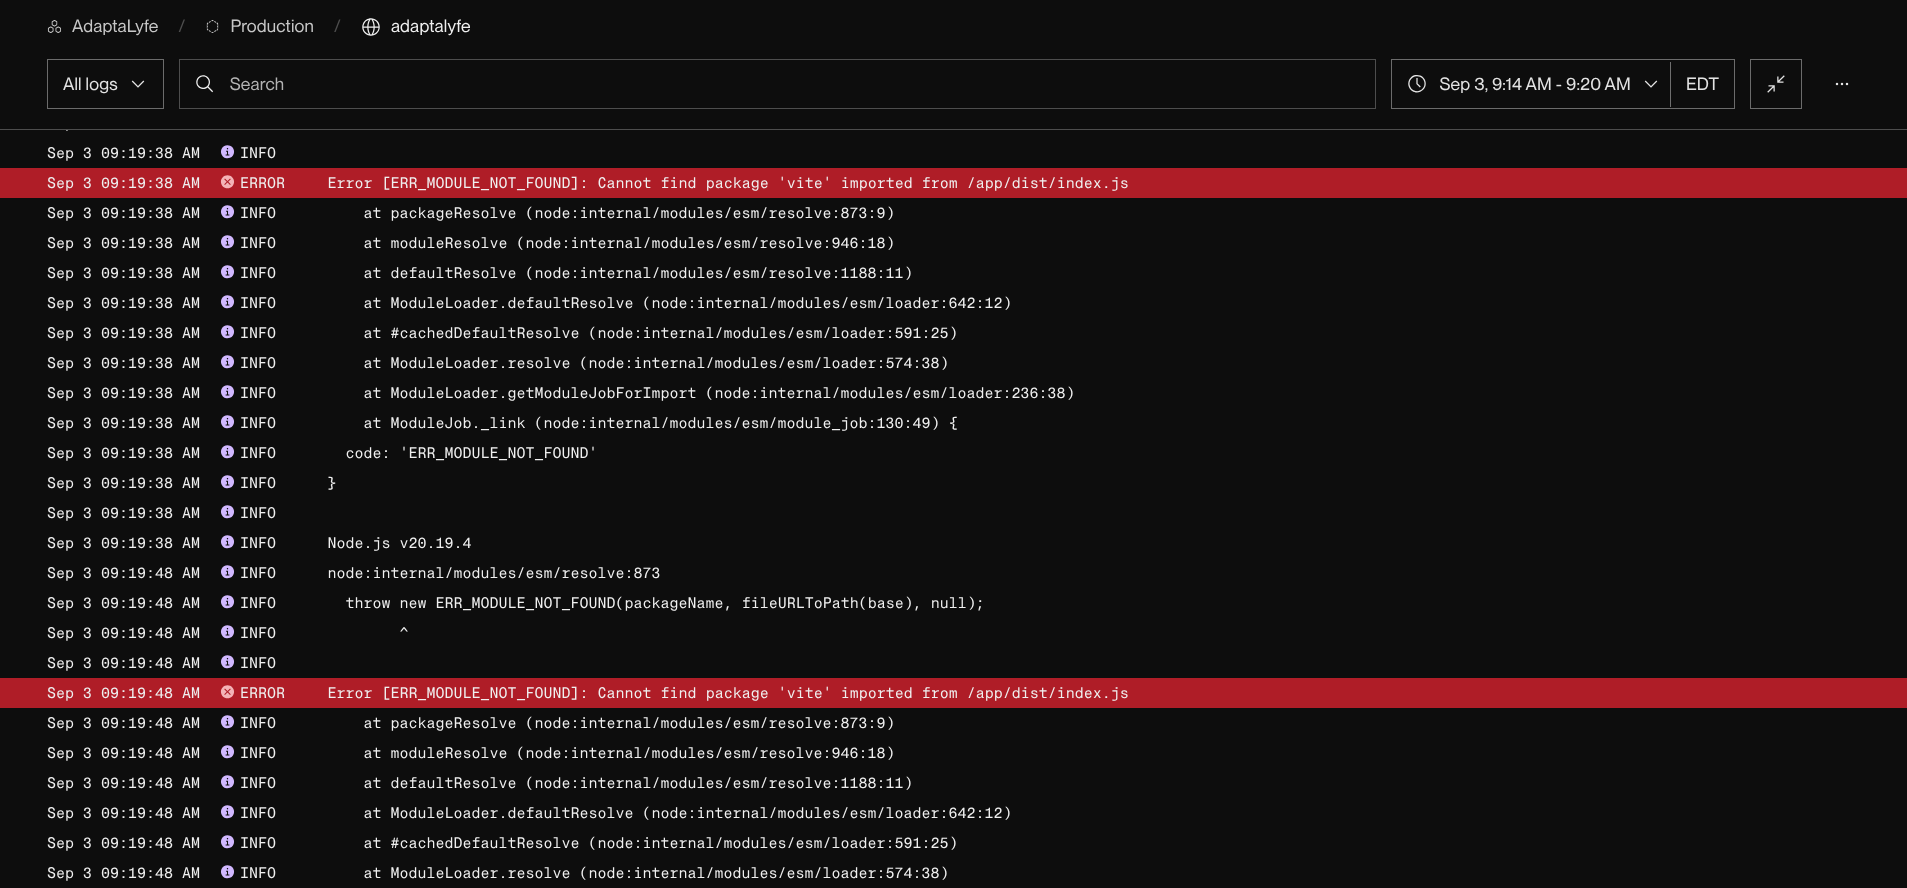 AdaptaLyfe / Production / adaptalyfe
All logs Search Sep 3, 9:14 AM - 9:20 AM EDT ...
Sep 3 09:19:38 AM INFO
Sep 3 09:19:38 AM ERROR Error [ERR_MODULE_NOT_FOUND]: Cannot find package 'vite' imported from /app/dist/index.js
Sep 3 09:19:38 AM INFO at packageResolve (node:internal/modules/esm/resolve:873:9)
Sep 3 09:19:38 AM INFO at moduleResolve (node:internal/modules/esm/resolve:946:18)
Sep 3 09:19:38 AM INFO at defaultResolve (node:internal/modules/esm/resolve:1188:11)
Sep 3 09:19:38 AM INFO at ModuleLoader.defaultResolve (node:internal/modules/esm/loader:642:12)
Sep 3 09:19:38 AM INFO at #cachedDefaultResolve (node:internal/modules/esm/loader:591:25)
Sep 3 09:19:38 AM INFO at ModuleLoader.resolve (node:internal/modules/esm/loader:574:38)
Sep 3 09:19:38 AM INFO at ModuleLoader.getModuleJobForImport (node:internal/modules/esm/loader:236:38)
Sep 3 09:19:38 AM INFO at ModuleJob._link (node:internal/modules/esm/module_job:130:49) {
Sep 3 09:19:38 AM INFO code: 'ERR_MODULE_NOT_FOUND'
Sep 3 09:19:38 AM INFO }
Sep 3 09:19:38 AM INFO
Sep 3 09:19:38 AM INFO Node.js v20.19.4
Sep 3 09:19:48 AM INFO node:internal/modules/esm/resolve:873
Sep 3 09:19:48 AM INFO throw new ERR_MODULE_NOT_FOUND(packageName, fileURLToPath(base), null);
Sep 3 09:19:48 AM INFO ^
Sep 3 09:19:48 AM INFO
Sep 3 09:19:48 AM ERROR Error [ERR_MODULE_NOT_FOUND]: Cannot find package 'vite' imported from /app/dist/index.js
Sep 3 09:19:48 AM INFO at packageResolve (node:internal/modules/esm/resolve:873:9)
Sep 3 09:19:48 AM INFO at moduleResolve (node:internal/modules/esm/resolve:946:18)
Sep 3 09:19:48 AM INFO at defaultResolve (node:internal/modules/esm/resolve:1188:11)
Sep 3 09:19:48 AM INFO at ModuleLoader.defaultResolve (node:internal/modules/esm/loader:642:12)
Sep 3 09:19:48 AM INFO at #cachedDefaultResolve (node:internal/modules/esm/loader:591:25)
Sep 3 09:19:48 AM INFO at ModuleLoader.resolve (node:internal/modules/esm/loader:574:38)